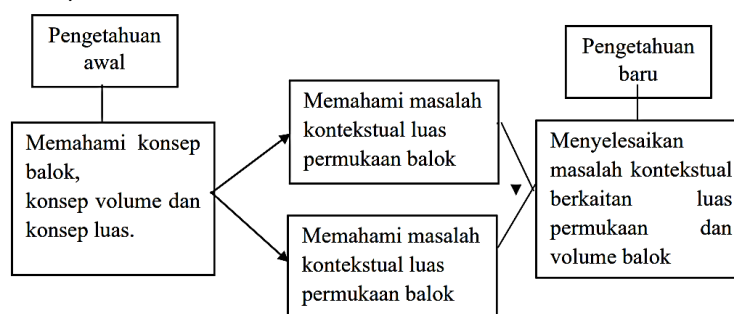 Pengetahuan
awal
Memahami konsep
balok,
konsep volume dan
konsep luas.
Memahami masalah
kontekstual luas
permukaan balok
Memahami masalah
kontekstual luas
permukaan balok
Pengetahuan
baru
Menyelesaikan
masalah kontekstual
berkaitan luas
permukaan dan
volume balok